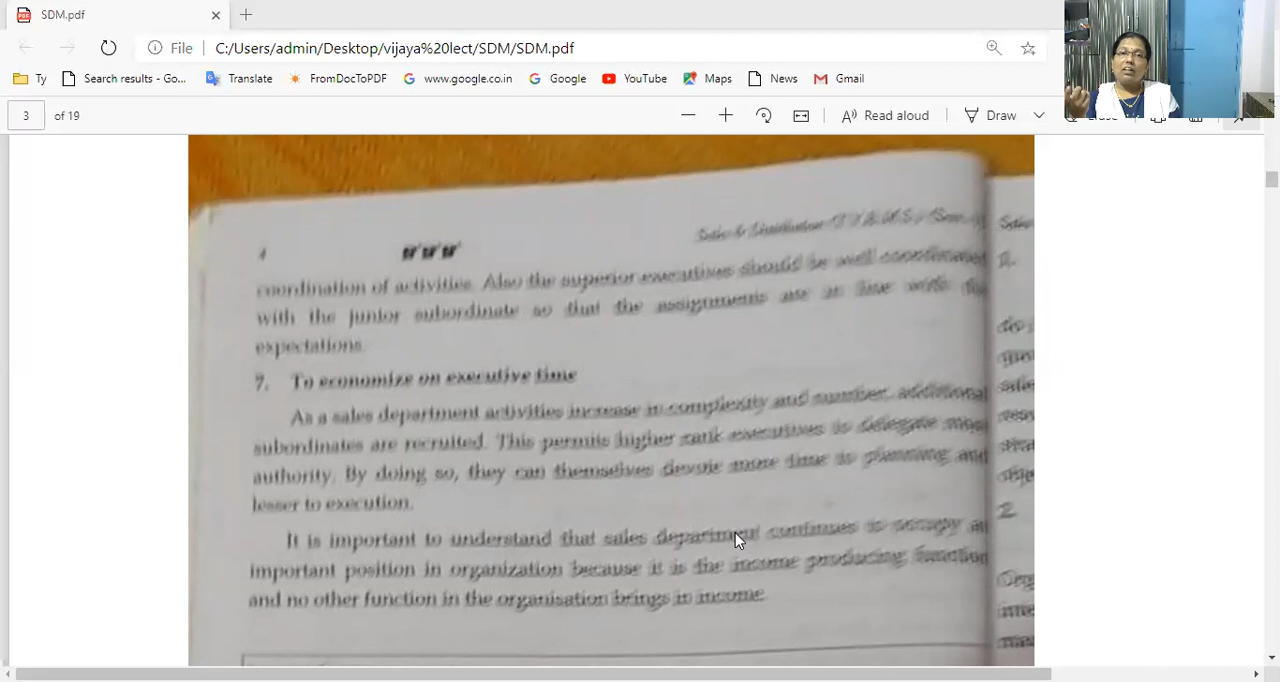 SDM.pdf
File C:/Users/admin/Desktop/vijaya%20lect/SDM/SDM.pdf
Ty Search results - Go... Translate FromDocToPDF www.google.co.in Google YouTube Maps News Gmail
3 of 19 Read aloud Draw
4
coordination of activities. Also the superior executives should be well coordinated
with the junior subordinate so that the assignments are in line with the
expectations.
7. To economize on executive time
As a sales department activities increase in complexity and number, additional
subordinates are recruited. This permits higher rank executives to delegate more
authority. By doing so, they can themselves devote more time to planning and
lesser to execution.
It is important to understand that sales department continues to occupy an
important position in organization because it is the income producing function
and no other function in the organisation brings in income.
2